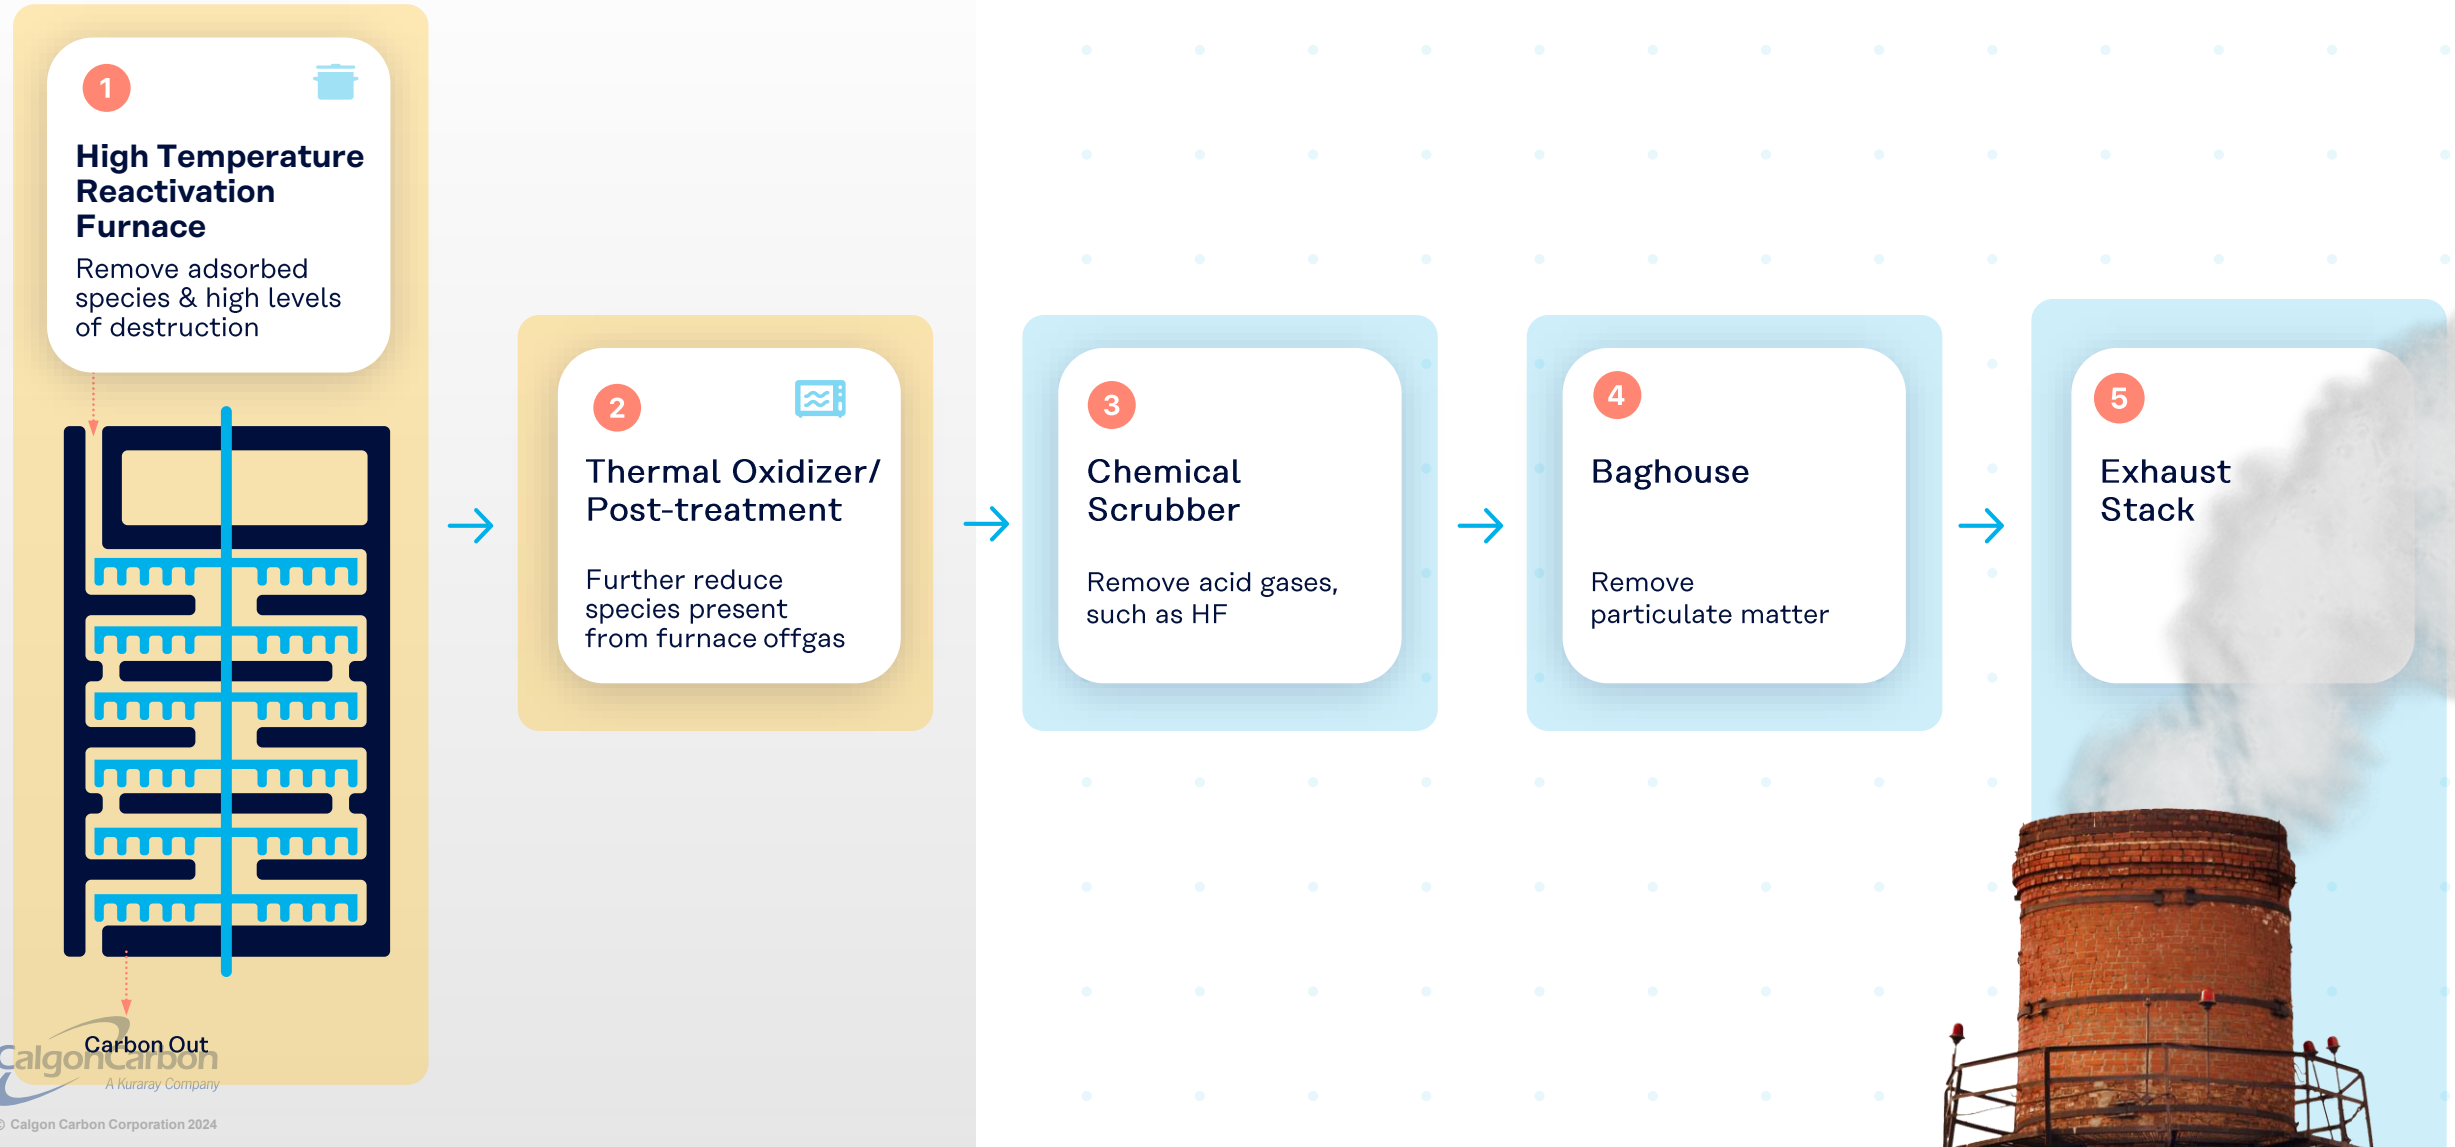 1
High Temperature
Reactivation
Furnace
Remove adsorbed
species & high levels
of destruction
Carbon Out
CalgonCarbon
A Kuraray Company
© Calgon Carbon Corporation 2024
2
Thermal Oxidizer/
Post-treatment
Further reduce
species present
from furnace offgas
3
Chemical
Scrubber
Remove acid gases,
such as HF
4
Baghouse
Remove
particulate matter
5
Exhaust
Stack